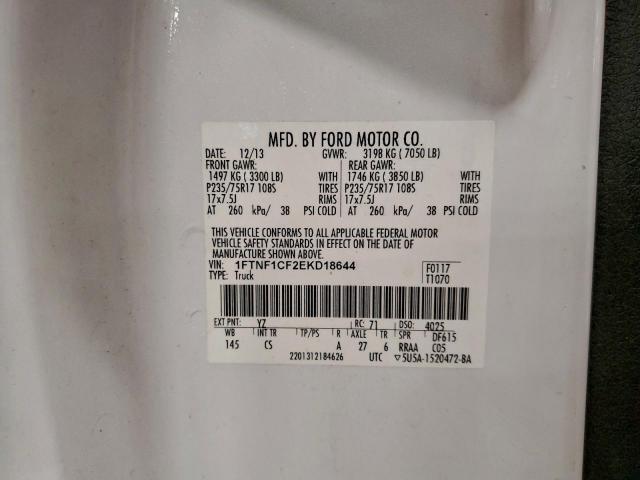 MFD. BY FORD MOTOR CO.
DATE: 12/13 GVWR: 3198 KG ( 7050 LB)
FRONT GAWR: REAR GAWR:
1497 KG ( 3300 LB) WITH 1746 KG ( 3850 LB) WITH
P235/75R17 108S TIRES P235/75R17 108S TIRES
17x7.5J RIMS 17x7.5J RIMS
AT 260 kPa/ 38 PSI COLD AT 260 kPa/ 38 PSI COLD
THIS VEHICLE CONFORMS TO ALL APPLICABLE FEDERAL MOTOR
VEHICLE SAFETY STANDARDS IN EFFECT ON THE DATE OF
MANUFACTURE SHOWN ABOVE.
VIN: 1FTNF1CF2EKD18644 F0117
TYPE: Truck T1070
EXT PNT: YZ RC: 71 DSO: 4025
WB INT TR TP/PS R AXLE TR SPR DF615
145 CS A 27 6 RRAA C05
2201312184626 UTC ▽5U5A-1520472-BA